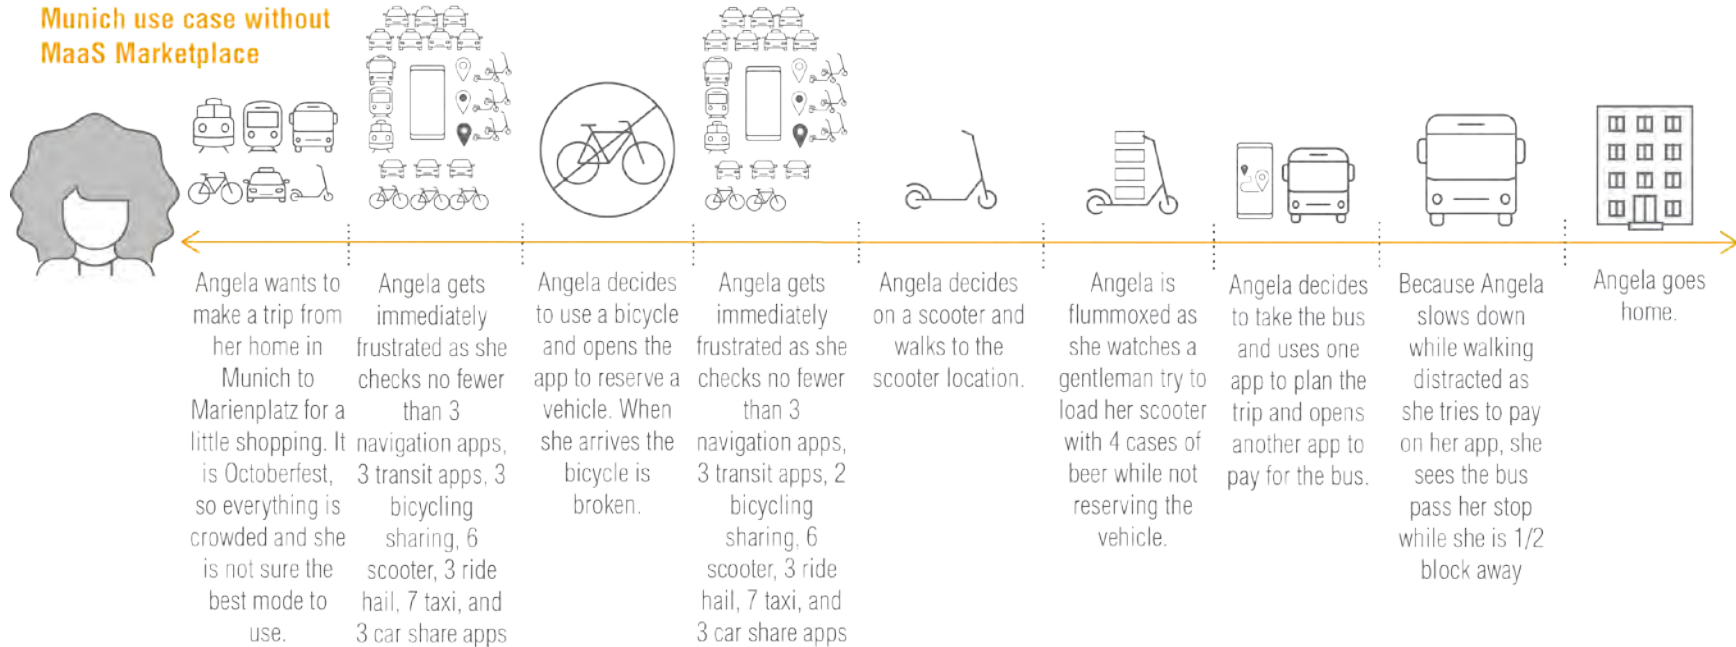 Munich use case without
MaaS Marketplace
Angela wants to
make a trip from
her home in
Munich to
Marienplatz for a
little shopping. It
is Octoberfest,
so everything is
crowded and she
is not sure the
best mode to
use.
Angela gets
immediately
frustrated as she
checks no fewer
than 3
navigation apps,
3 transit apps, 3
bicycling
sharing, 6
scooter, 3 ride
hail, 7 taxi, and
3 car share apps
Angela decides
to use a bicycle
and opens the
app to reserve a
vehicle. When
she arrives the
bicycle is
broken.
Angela gets
immediately
frustrated as she
checks no fewer
than 3
navigation apps,
3 transit apps, 2
bicycling
sharing, 6
scooter, 3 ride
hail, 7 taxi, and
3 car share apps
Angela decides
on a scooter and
walks to the
scooter location.
Angela is
flummoxed as
she watches a
gentleman try to
load her scooter
with 4 cases of
beer while not
reserving the
vehicle.
Angela decides
to take the bus
and uses one
app to plan the
trip and opens
another app to
pay for the bus.
Because Angela
slows down
while walking
distracted as
she tries to pay
on her app, she
sees the bus
pass her stop
while she is 1/2
block away
Angela goes
home.